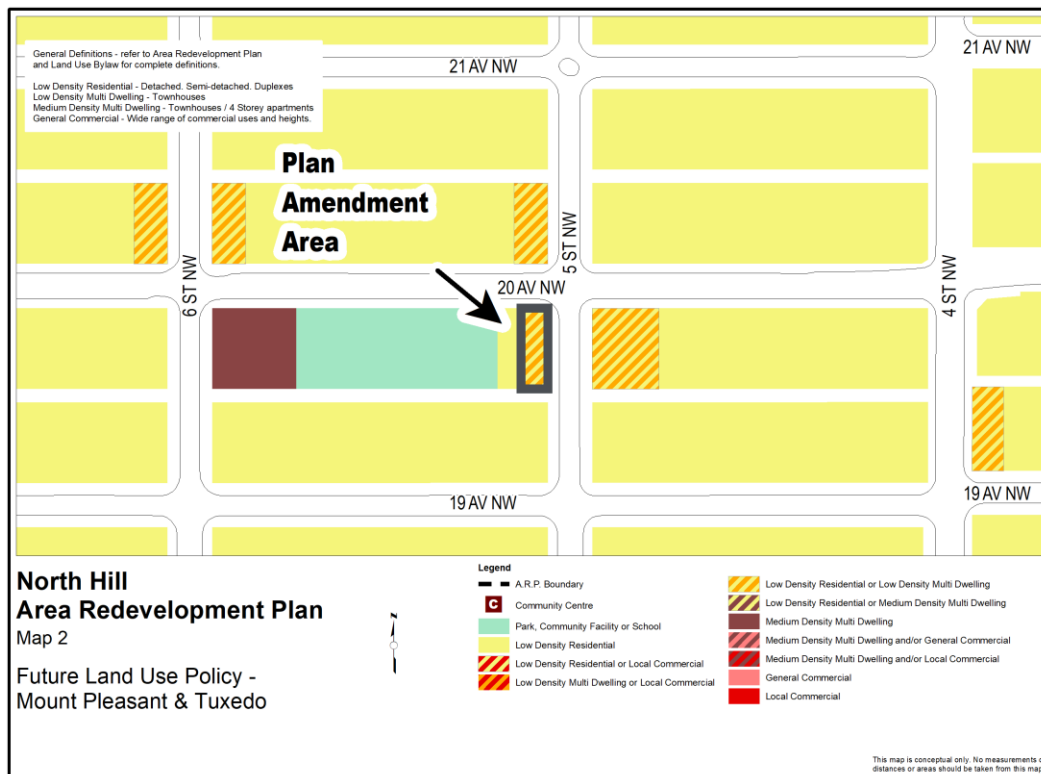 General Definitions - refer to Area Redevelopment Plan
and Land Use Bylaw for complete definitions.
Low Density Residential - Detached. Semi-detached. Duplexes
Low Density Multi Dwelling - Townhouses
Medium Density Multi Dwelling - Townhouses / 4 Storey apartments
General Commercial - Wide range of commercial uses and heights.
21 AV NW
21 AV NW
Plan
Amendment
Area
6 ST NW
5 ST NW
4 ST NW
20 AV NW
19 AV NW
19 AV NW
North Hill
Area Redevelopment Plan
Map 2
Future Land Use Policy -
Mount Pleasant & Tuxedo
N
Legend
A.R.P. Boundary
C Community Centre
Park, Community Facility or School
Low Density Residential
Low Density Residential or Local Commercial
Low Density Multi Dwelling or Local Commercial
Low Density Residential or Low Density Multi Dwelling
Low Density Residential or Medium Density Multi Dwelling
Medium Density Multi Dwelling
Medium Density Multi Dwelling and/or General Commercial
Medium Density Multi Dwelling and/or Local Commercial
General Commercial
Local Commercial
This map is conceptual only. No measurements
distances or areas should be taken from this map